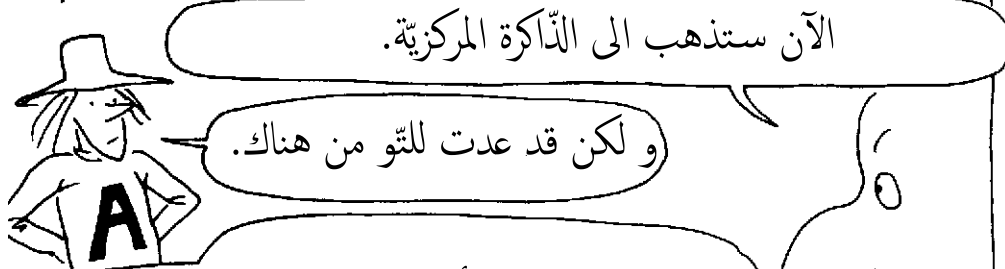 الآن ستذهب الى الذّاكرة المركزيّة.
و لكن قد عدت للتّو من هناك.
A